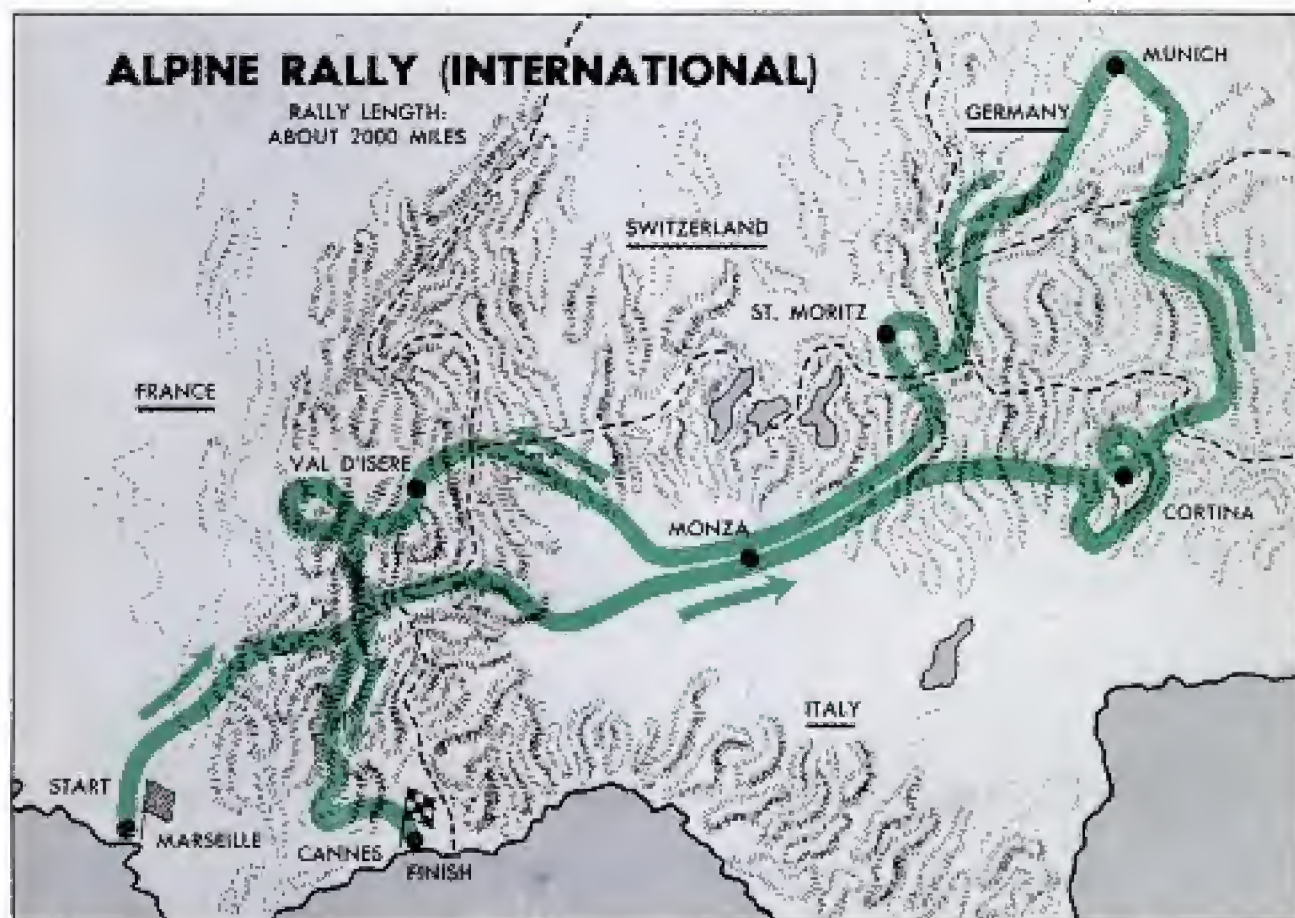 ALPINE RALLY (INTERNATIONAL)
RALLY LENGTH:
ABOUT 2000 MILES
MUNICH
GERMANY
SWITZERLAND
ST. MORITZ
FRANCE
VAL D'ISERE
MONZA
CORTINA
ITALY
START
MARSEILLE
CANNES
FINISH